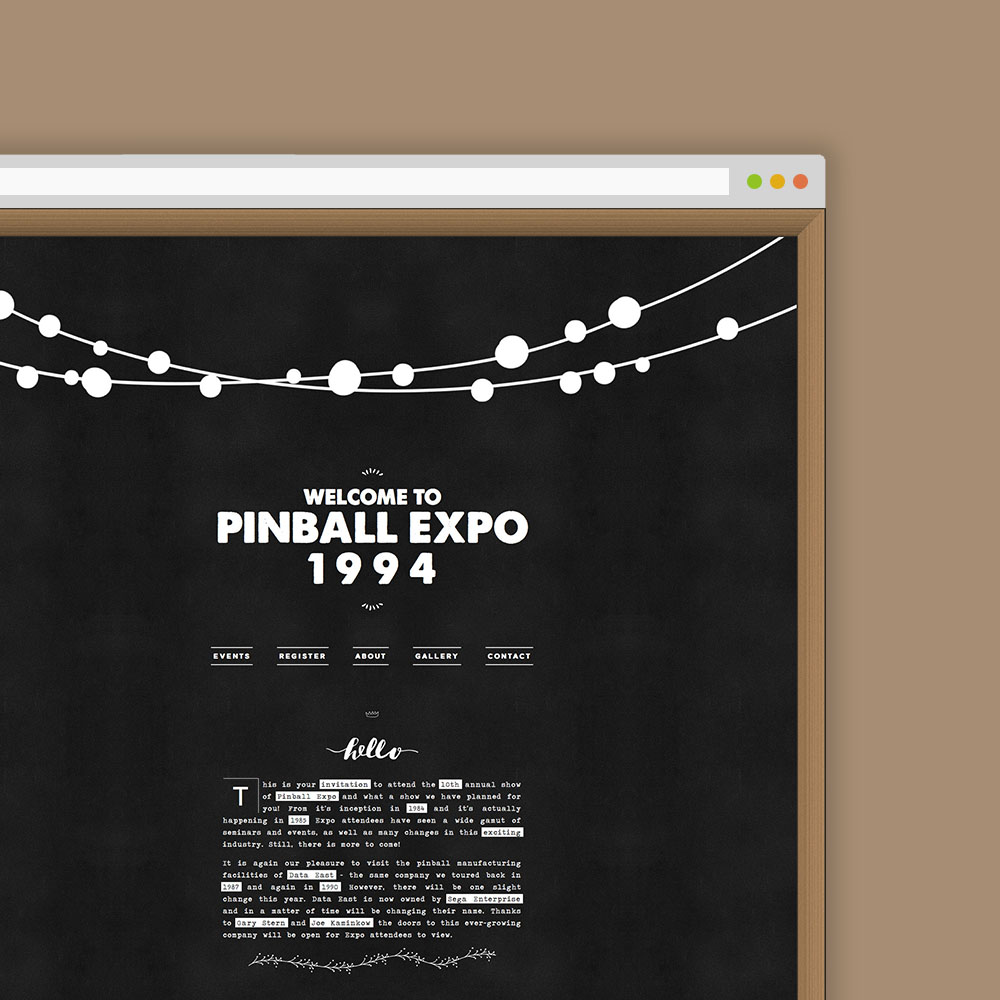 WELCOME TO
PINBALL EXPO
1994
EVENTS REGISTER ABOUT GALLERY CONTACT
hello
This is your invitation to attend the 10th annual show
of Pinball Expo and what a show we have planned for
you! From it's inception in 1984 and it's actually
happening in 1985 Expo attendees have seen a wide gamut of
seminars and events, as well as many changes in this exciting
industry. Still, there is more to come!
It is again our pleasure to visit the pinball manufacturing
facilities of Data East - the same company we toured back in
1987 and again in 1990 However, there will be one slight
change this year. Data East is now owned by Sega Enterprise
and in a matter of time will be changing their name. Thanks
to Gary Stern and Joe Kaminkow the doors to this ever-growing
company will be open for Expo attendees to view.